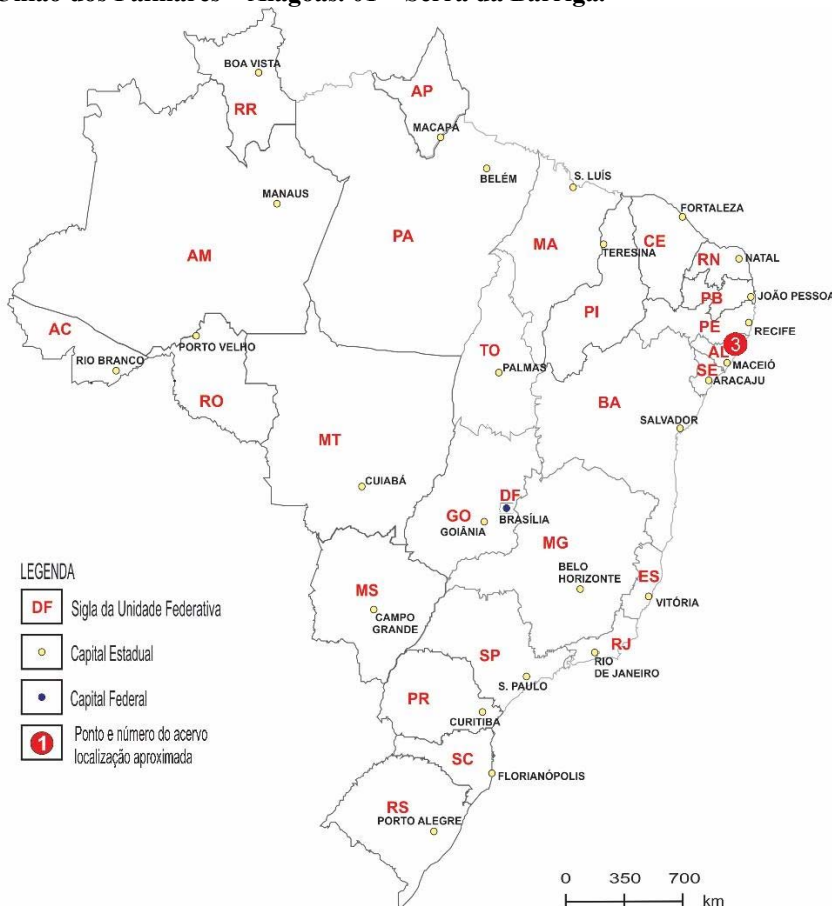 União dos Palmares – Alagoas. 01 – Serra da Barriga.
BOA VISTA
RR
AP
MACAPÁ
BELÉM
S. LUÍS
FORTALEZA
MANAUS
PA
MA
TERESINA
CE
RN
NATAL
AM
PI
PB
JOÃO PESSOA
PE
RECIFE
AC
PORTO VELHO
RIO BRANCO
TO
PALMAS
3
AL
MACEIÓ
SE
ARACAJU
RO
BA
MT
SALVADOR
CUIABÁ
DF
BRASÍLIA
GO
GOIÂNIA
MG
BELO
HORIZONTE
ES
VITÓRIA
MS
CAMPO
GRANDE
RJ
RIO
DE JANEIRO
SP
S. PAULO
PR
CURITIBA
SC
FLORIANÓPOLIS
RS
PORTO ALEGRE
LEGENDA
DF Sigla da Unidade Federativa
Capital Estadual
Capital Federal
1 Ponto e número do acervo
localização aproximada
0 350 700
km